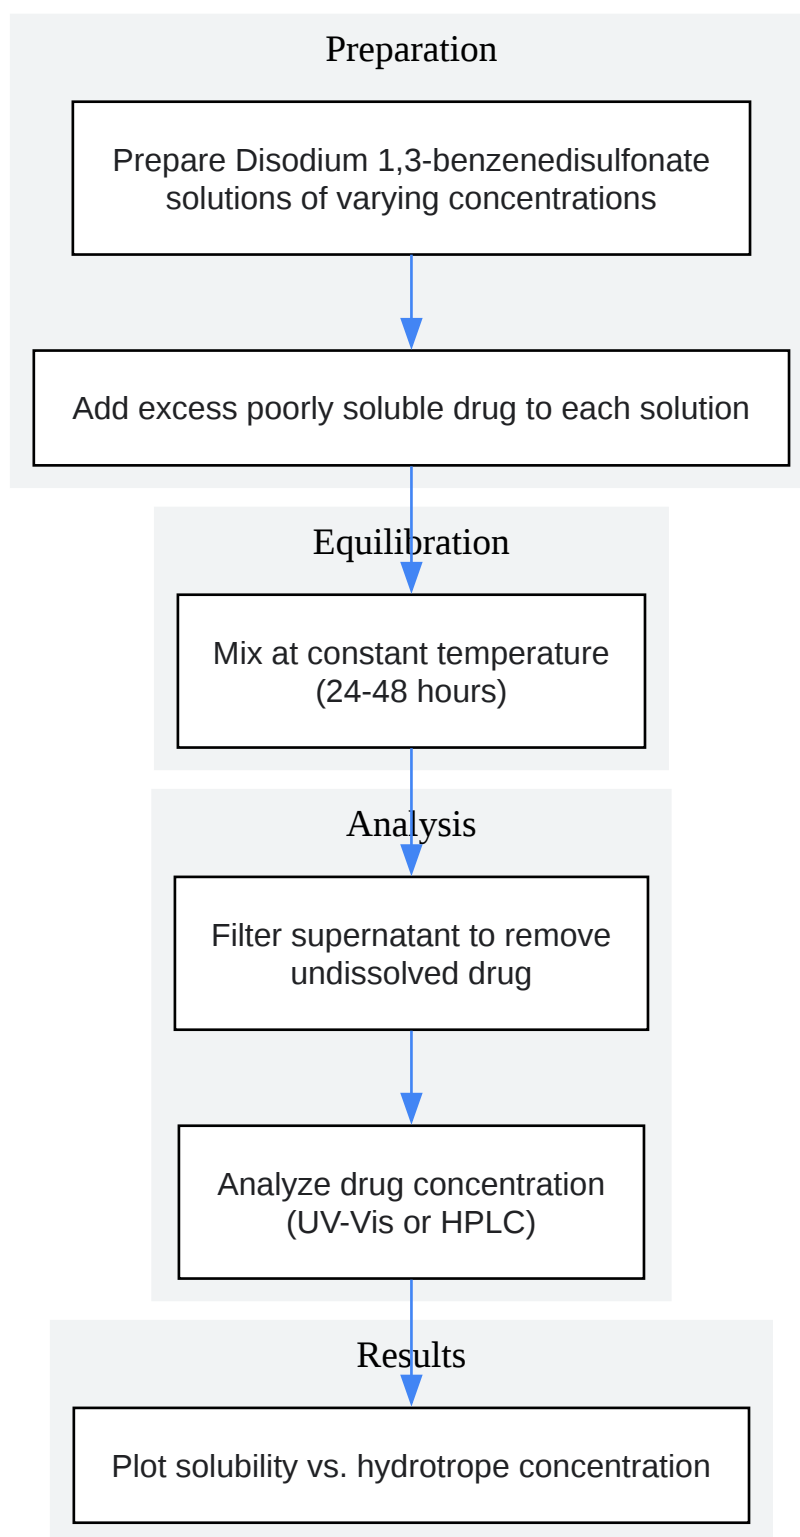 Preparation
Prepare Disodium 1,3-benzenedisulfonate
solutions of varying concentrations
Add excess poorly soluble drug to each solution
Equilibration
Mix at constant temperature
(24-48 hours)
Analysis
Filter supernatant to remove
undissolved drug
Analyze drug concentration
(UV-Vis or HPLC)
Results
Plot solubility vs. hydrotrope concentration